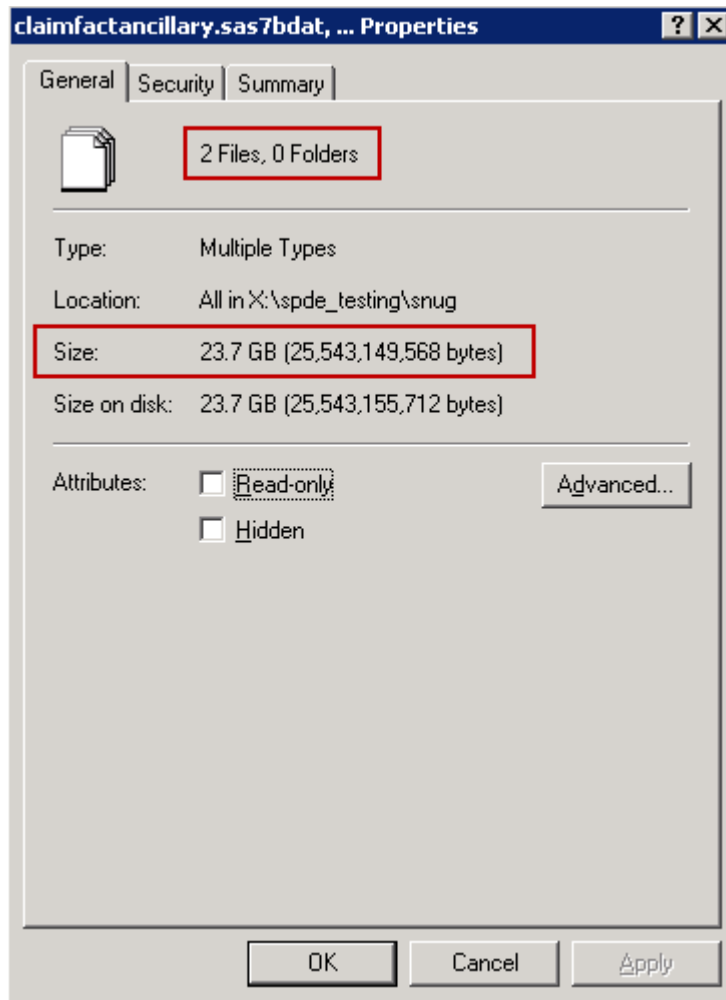 claimfactancillary.sas7bdat, ... Properties
General Security Summary
2 Files, 0 Folders
Type: Multiple Types
Location: All in X:\spde_testing\snug
Size: 23.7 GB (25,543,149,568 bytes)
Size on disk: 23.7 GB (25,543,155,712 bytes)
Attributes: Read-only Advanced...
Hidden
OK Cancel Apply